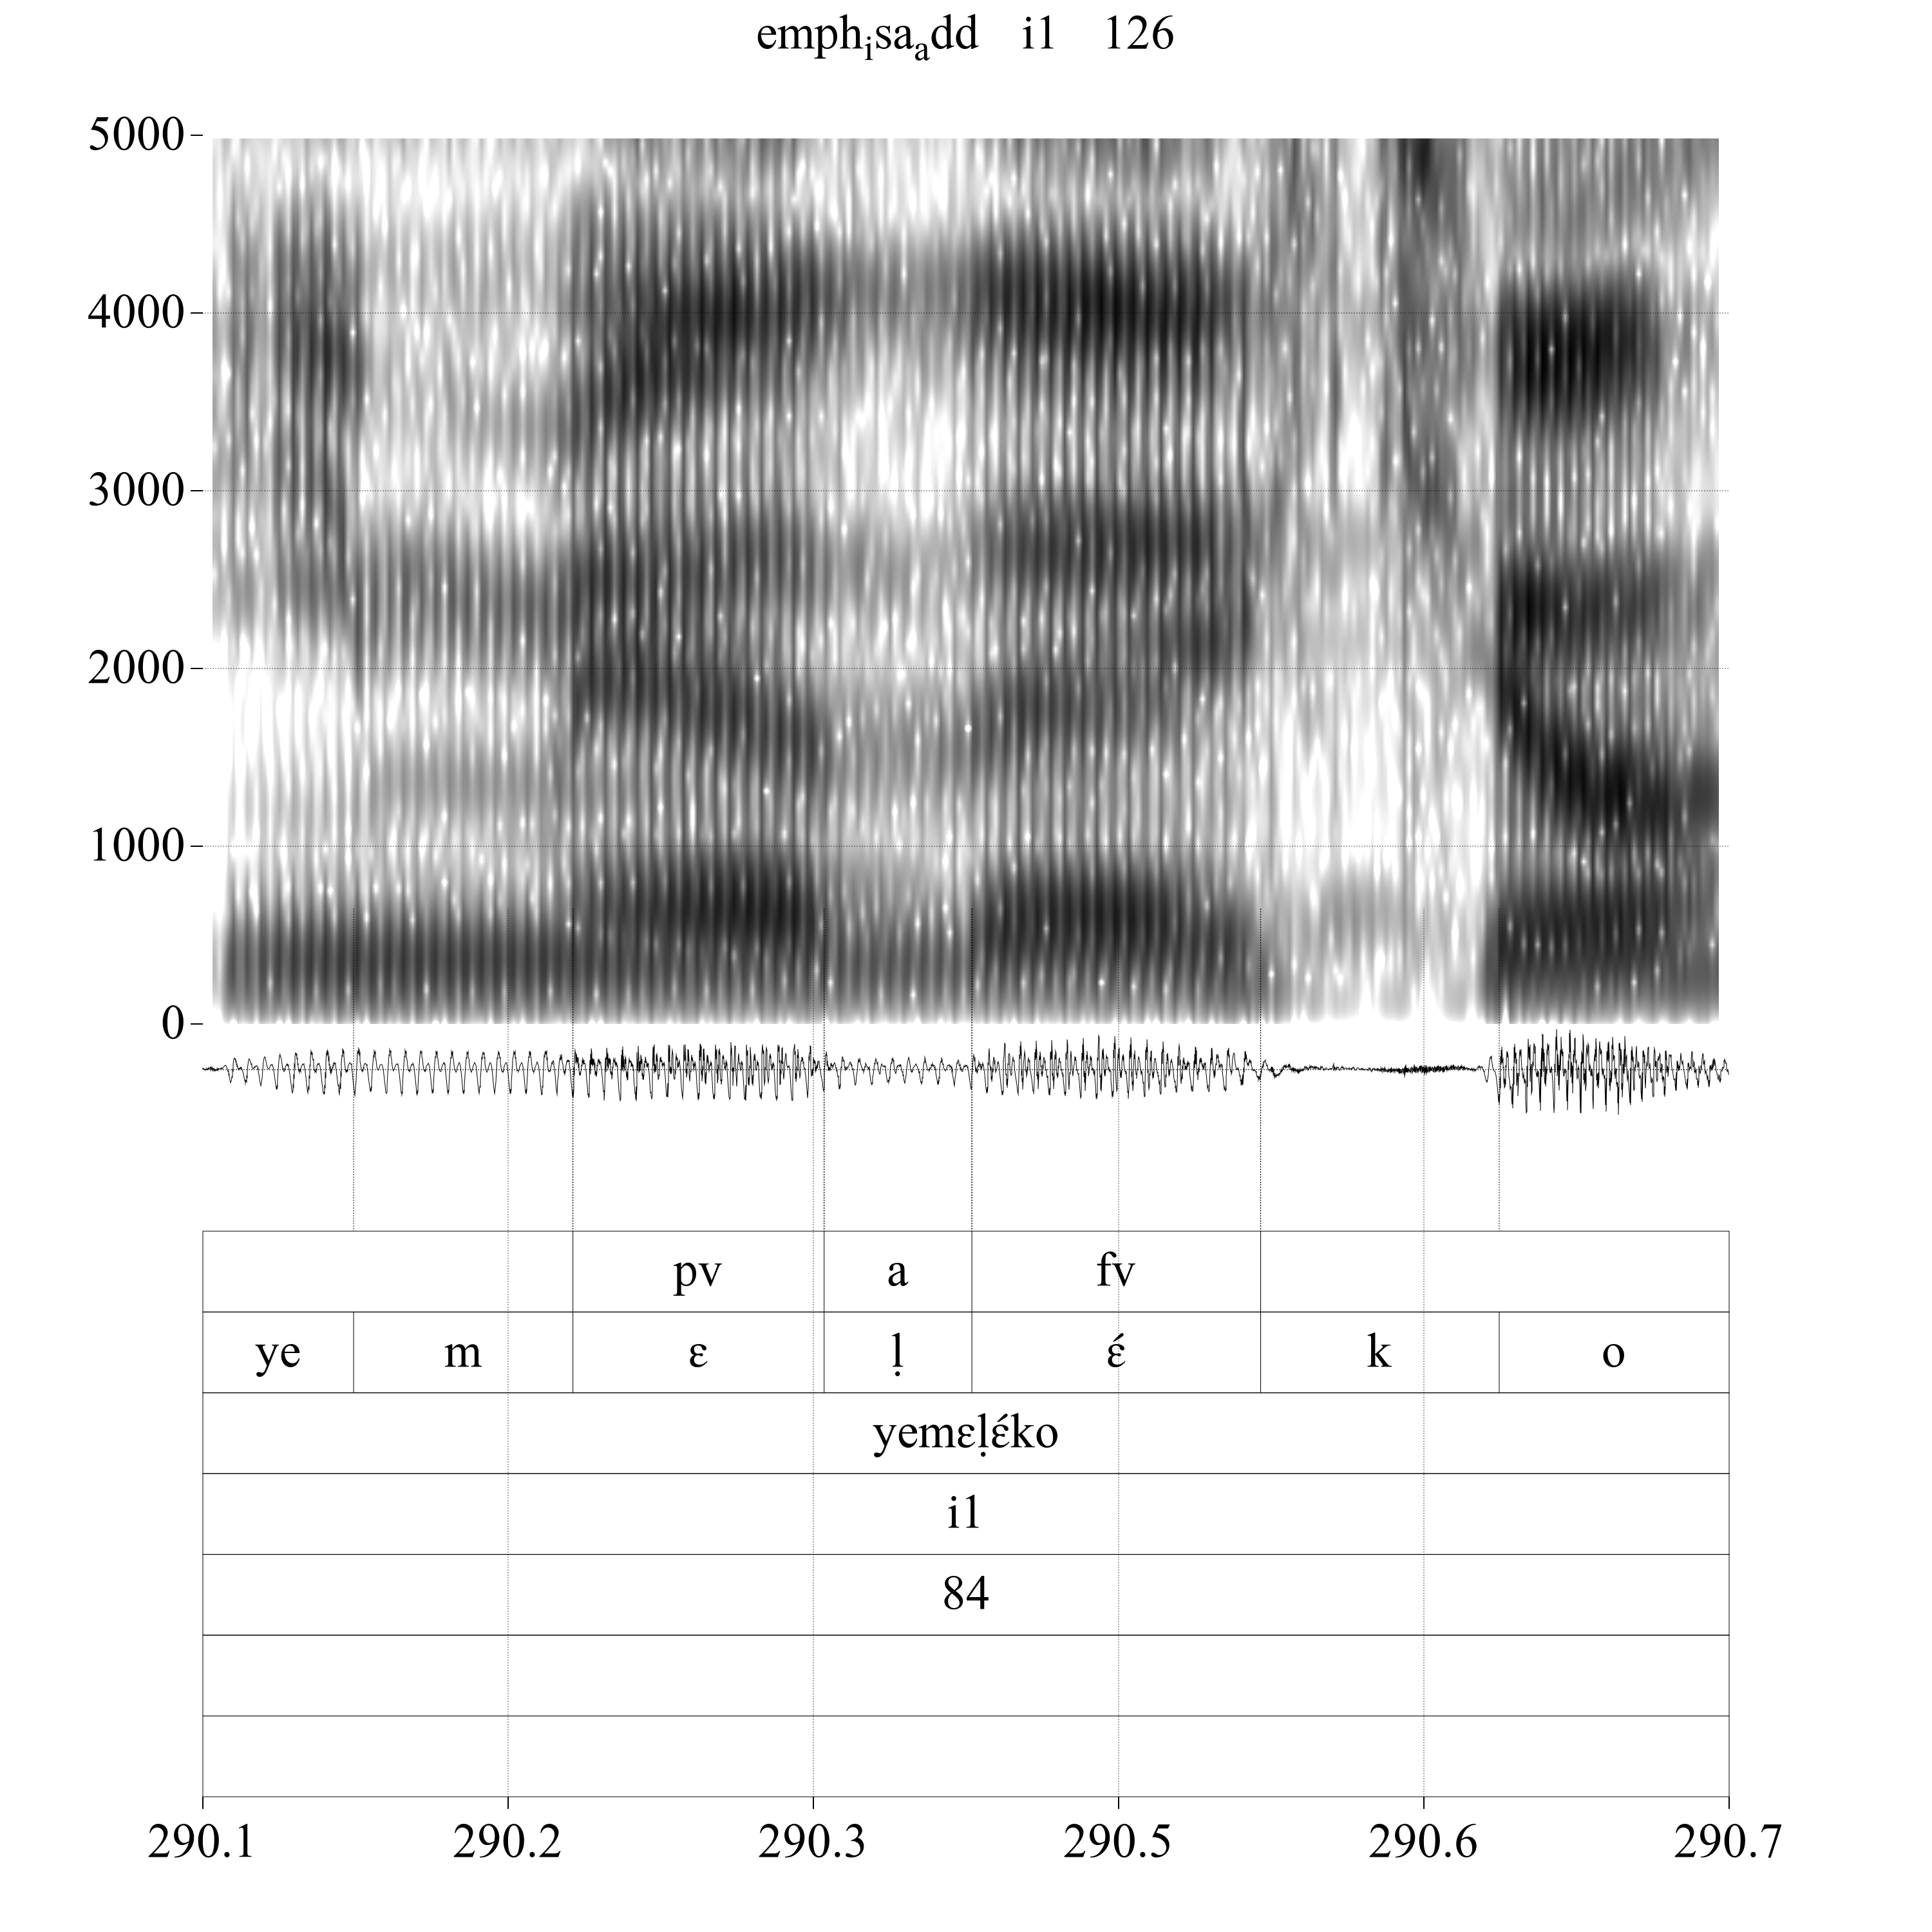 emphisaadd i1 126
5000
4000
3000
2000
1000
0
pv a fv
ye m ɛ ḷ ɛ́ k o
yemɛḷɛ́ko
i1
84
290.1 290.2 290.3 290.5 290.6 290.7